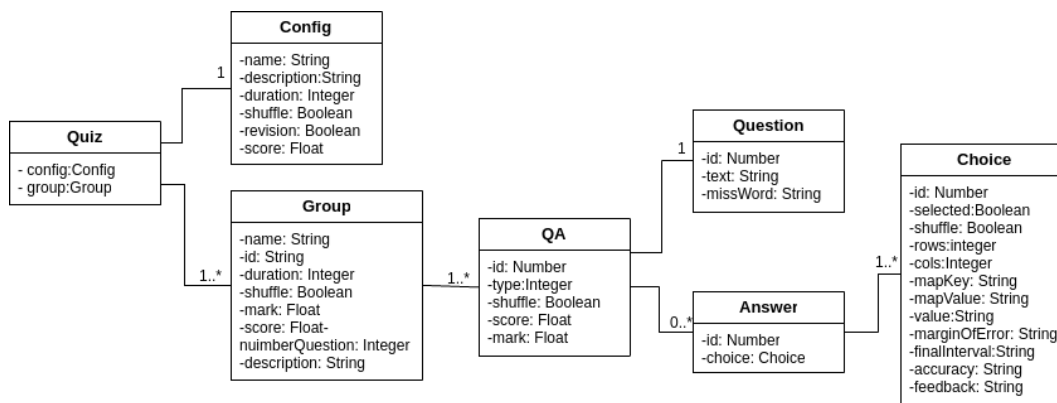 Config
-name: String
-description:String
-duration: Integer
-shuffle: Boolean
-revision: Boolean
-score: Float
1
Quiz
- config:Config
- group:Group
1..*
Group
-name: String
-id: String
-duration: Integer
-shuffle: Boolean
-mark: Float
-score: Float-
nuimberQuestion: Integer
-description: String
1..*
QA
-id: Number
-type:Integer
-shuffle: Boolean
-score: Float
-mark: Float
1
Question
-id: Number
-text: String
-missWord: String
0..*
Answer
-id: Number
-choice: Choice
1..*
Choice
-id: Number
-selected:Boolean
-shuffle: Boolean
-rows:integer
-cols:Integer
-mapKey: String
-mapValue: String
-value:String
-marginOfError: String
-finalInterval:String
-accuracy: String
-feedback: String